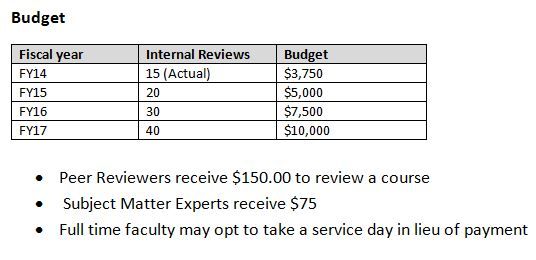 Budget
Fiscal year Internal Reviews Budget
FY14 15 (Actual) $3,750
FY15 20 $5,000
FY16 30 $7,500
FY17 40 $10,000
• Peer Reviewers receive $150.00 to review a course
• Subject Matter Experts receive $75
• Full time faculty may opt to take a service day in lieu of payment